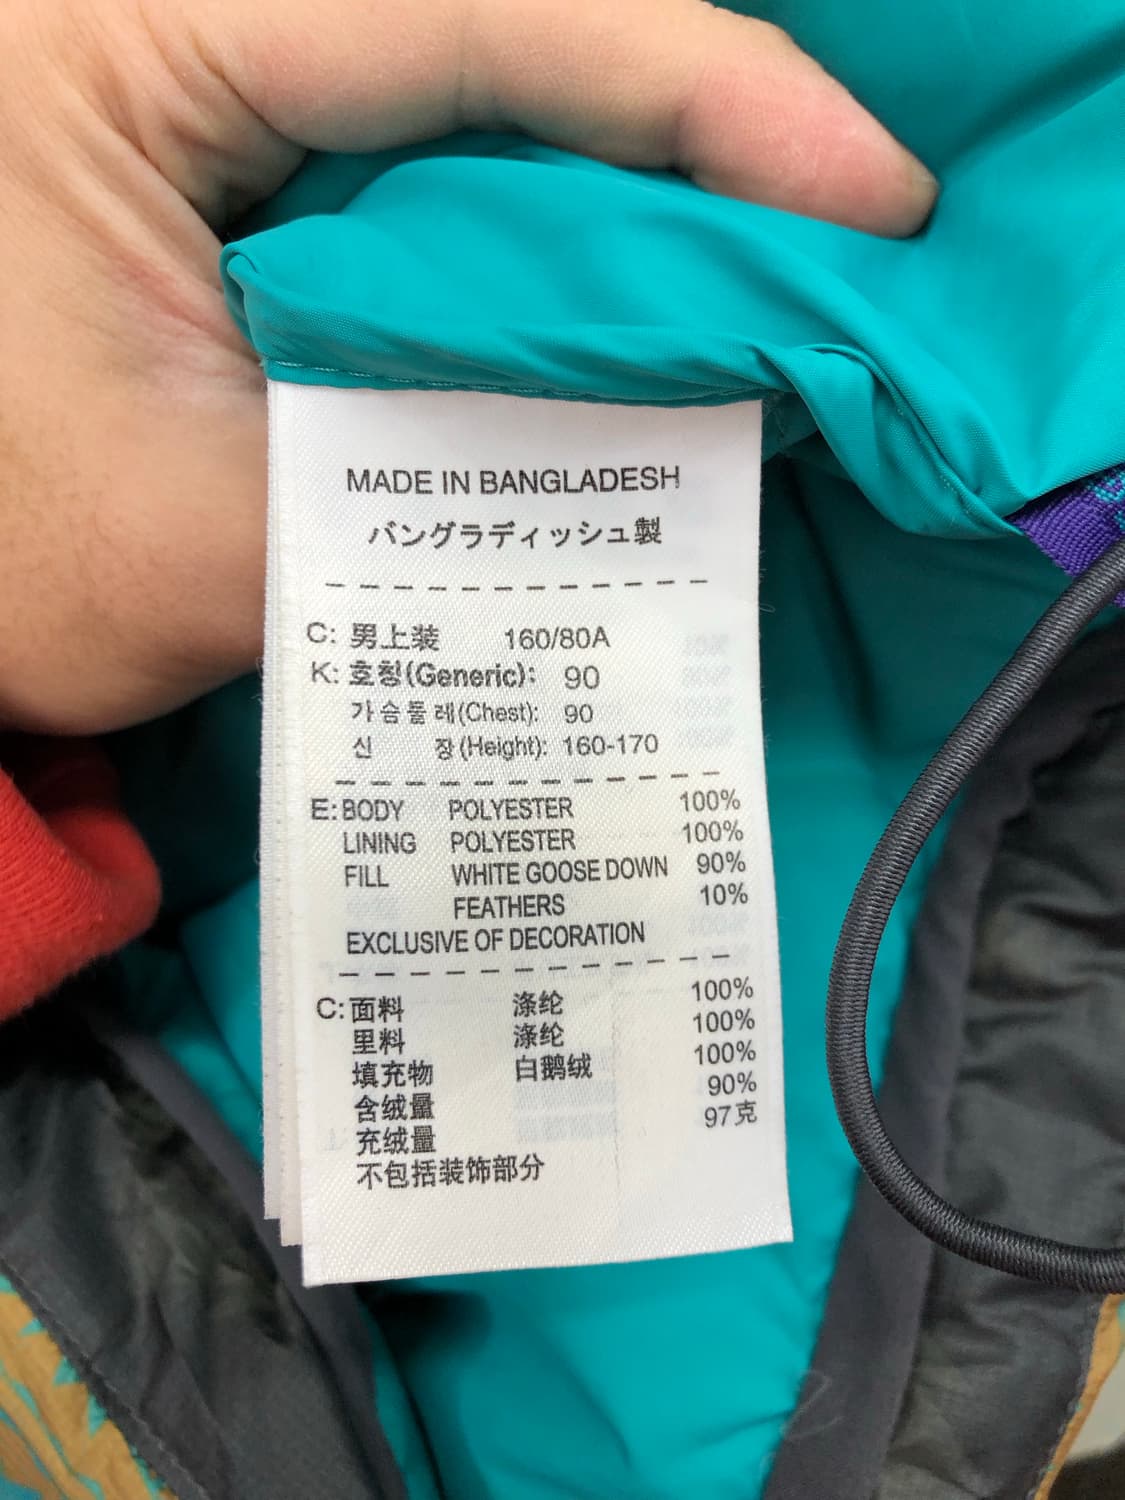 MADE IN BANGLADESH
バングラディッシュ製
C: 男上装 160/80A
K: 호칭(Generic): 90
가슴둘레(Chest): 90
신 장(Height): 160-170
E: BODY POLYESTER 100%
LINING POLYESTER 100%
FILL WHITE GOOSE DOWN 90%
FEATHERS 10%
EXCLUSIVE OF DECORATION
C: 面料 涤纶 100%
里料 涤纶 100%
填充物 白鹅绒 100%
含绒量 90%
充绒量 97克
不包括装饰部分